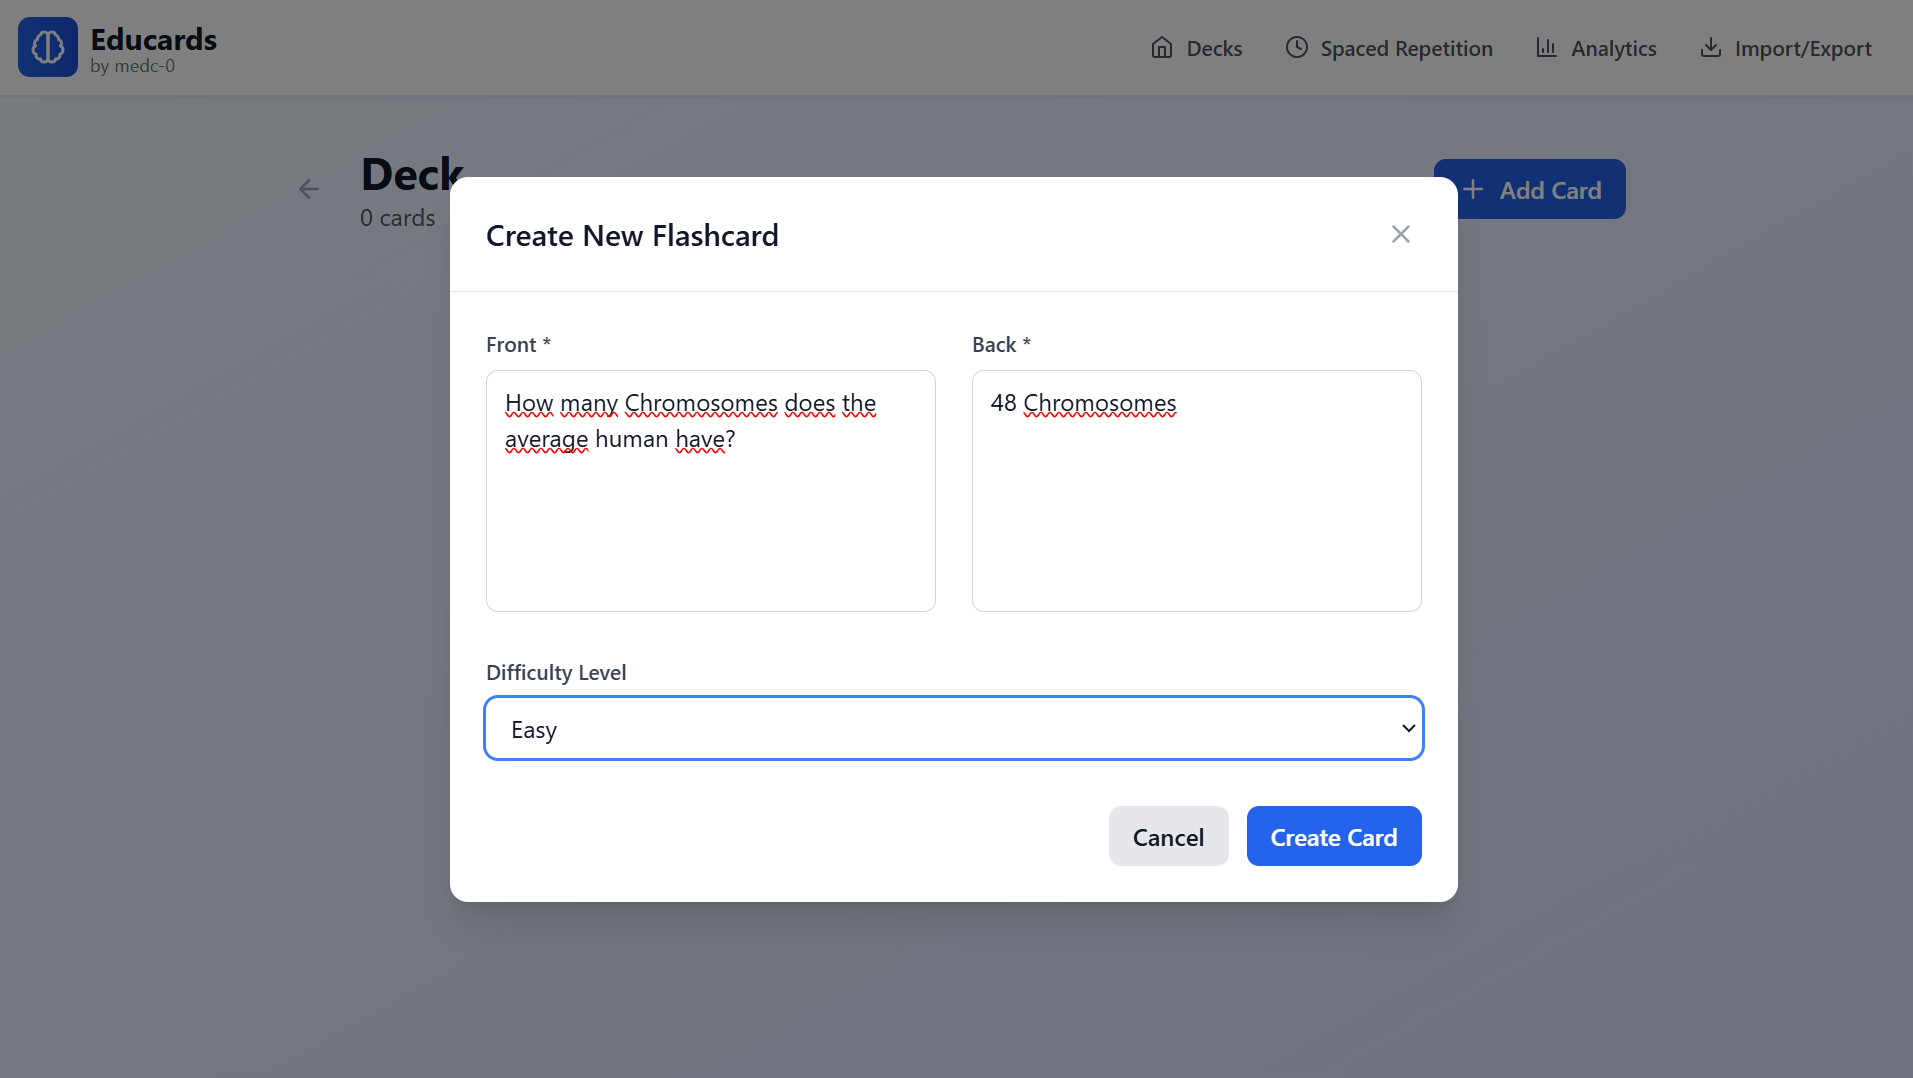 Educards
by medc-0
Decks
Spaced Repetition
Analytics
Import/Export
Deck
0 cards
Add Card
Create New Flashcard
Front *
Back *
How many Chromosomes does the
average human have?
48 Chromosomes
Difficulty Level
Easy
Cancel
Create Card